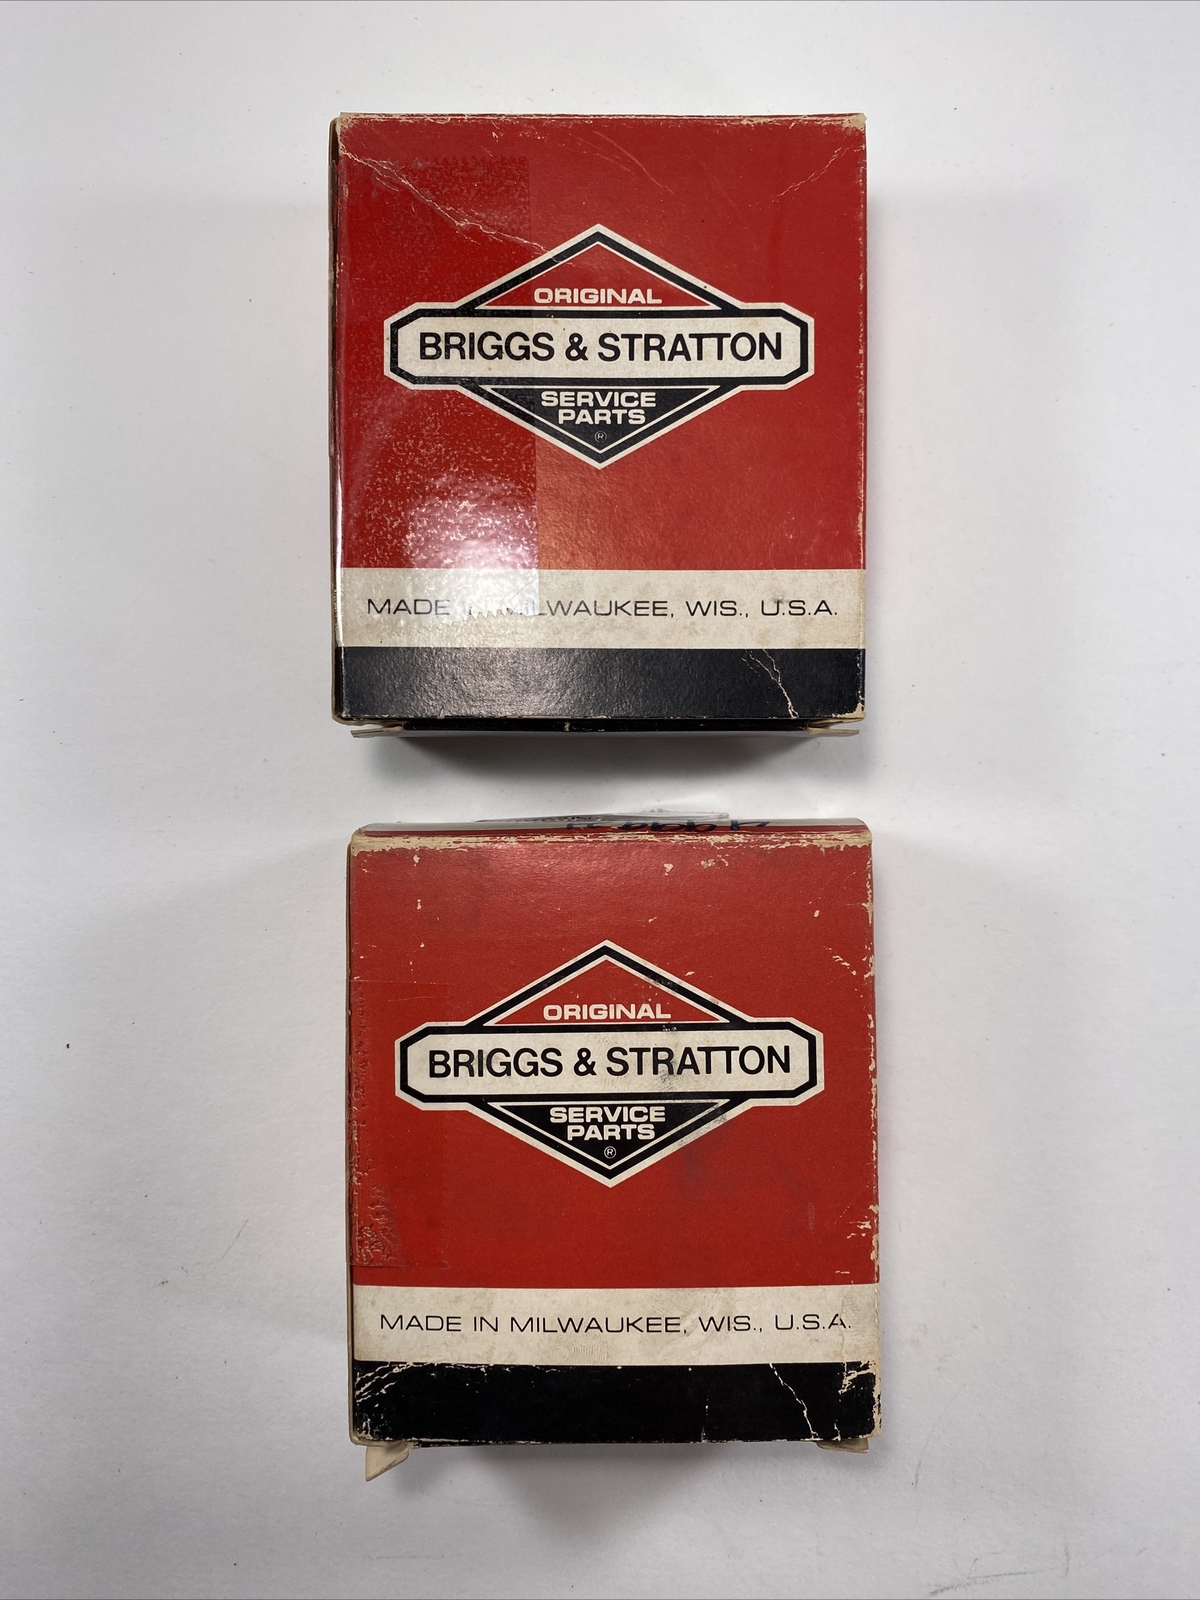 ORIGINAL
BRIGGS & STRATTON
SERVICE
PARTS
®
MADE IN MILWAUKEE, WIS., U.S.A.
ORIGINAL
BRIGGS & STRATTON
SERVICE
PARTS
®
MADE IN MILWAUKEE, WIS., U.S.A.